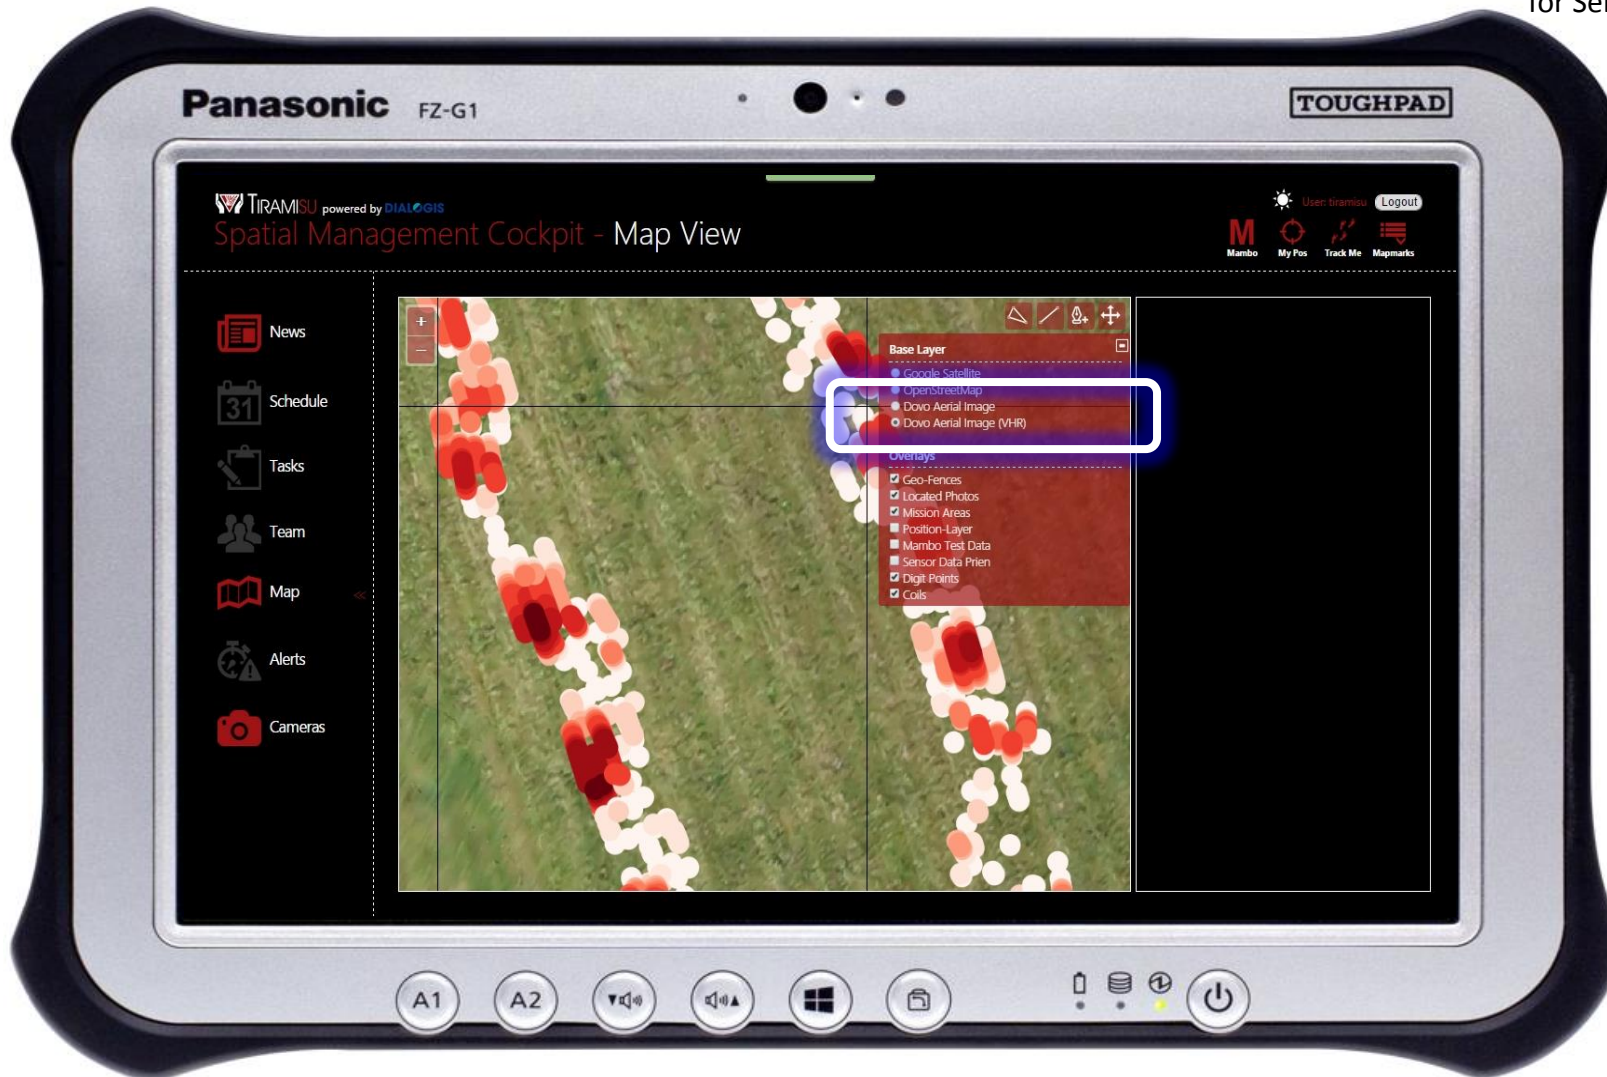 for Se
Panasonic FZ-G1
TOUGHPAD
TIRAMISU powered by DIALOGIS
User: tiramisu Logout
Spatial Management Cockpit - Map View
M
Mambo My Pos Track Me Mapmarks
News
31 Schedule
Tasks
Team
Map <<
Alerts
Cameras
+
−
Base Layer
Google Satellite
OpenStreetMap
Dovo Aerial Image
Dovo Aerial Image (VHR)
Overlays
Geo-Fences
Located Photos
Mission Areas
Position-Layer
Mambo Test Data
Sensor Data Prien
Digit Points
Coils
A1 A2